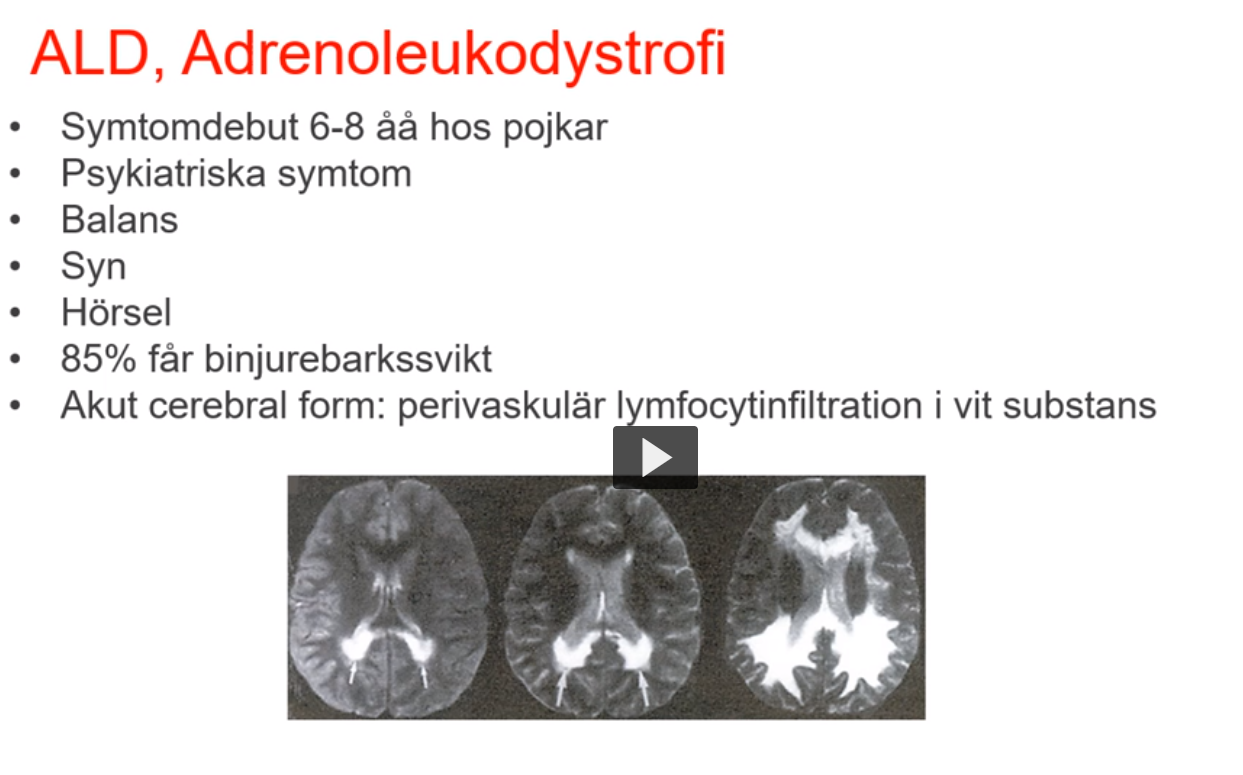 ALD, Adrenoleukodystrofi
• Symtomdebut 6-8 åå hos pojkar
• Psykiatriska symtom
• Balans
• Syn
• Hörsel
• 85% får binjurebarkssvikt
• Akut cerebral form: perivaskulär lymfocytinfiltration i vit substans